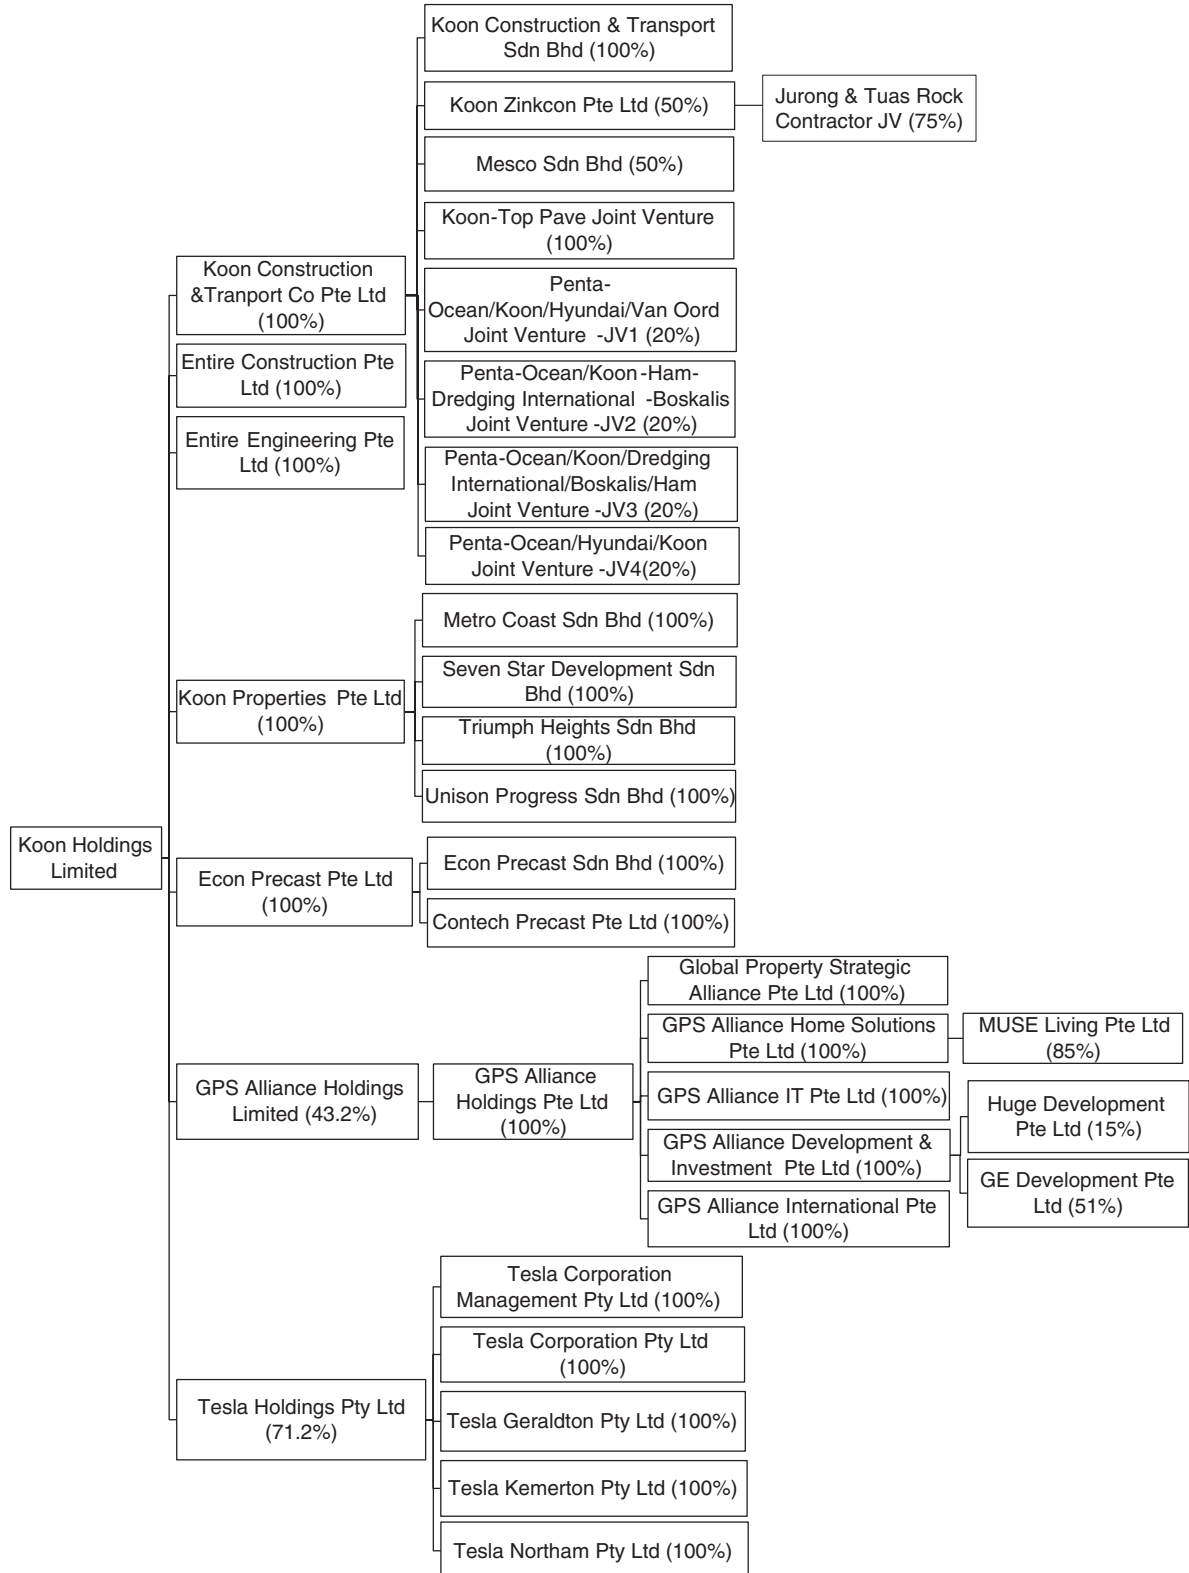 Koon Holdings
Limited
Koon Construction
&Tranport Co Pte Ltd
(100%)
Koon Construction & Transport
Sdn Bhd (100%)
Koon Zinkcon Pte Ltd (50%)
Jurong & Tuas Rock
Contractor JV (75%)
Mesco Sdn Bhd (50%)
Koon-Top Pave Joint Venture
(100%)
Penta-
Ocean/Koon/Hyundai/Van Oord
Joint Venture -JV1 (20%)
Penta-Ocean/Koon-Ham-
Dredging International -Boskalis
Joint Venture -JV2 (20%)
Penta-Ocean/Koon/Dredging
International/Boskalis/Ham
Joint Venture -JV3 (20%)
Penta-Ocean/Hyundai/Koon
Joint Venture -JV4(20%)
Entire Construction Pte
Ltd (100%)
Entire Engineering Pte
Ltd (100%)
Koon Properties Pte Ltd
(100%)
Metro Coast Sdn Bhd (100%)
Seven Star Development Sdn
Bhd (100%)
Triumph Heights Sdn Bhd
(100%)
Unison Progress Sdn Bhd (100%)
Econ Precast Pte Ltd
(100%)
Econ Precast Sdn Bhd (100%)
Contech Precast Pte Ltd (100%)
GPS Alliance Holdings
Limited (43.2%)
GPS Alliance
Holdings Pte Ltd
(100%)
Global Property Strategic
Alliance Pte Ltd (100%)
GPS Alliance Home Solutions
Pte Ltd (100%)
MUSE Living Pte Ltd
(85%)
GPS Alliance IT Pte Ltd (100%)
GPS Alliance Development &
Investment Pte Ltd (100%)
Huge Development
Pte Ltd (15%)
GE Development Pte
Ltd (51%)
GPS Alliance International Pte
Ltd (100%)
Tesla Holdings Pty Ltd
(71.2%)
Tesla Corporation
Management Pty Ltd (100%)
Tesla Corporation Pty Ltd
(100%)
Tesla Geraldton Pty Ltd (100%)
Tesla Kemerton Pty Ltd (100%)
Tesla Northam Pty Ltd (100%)